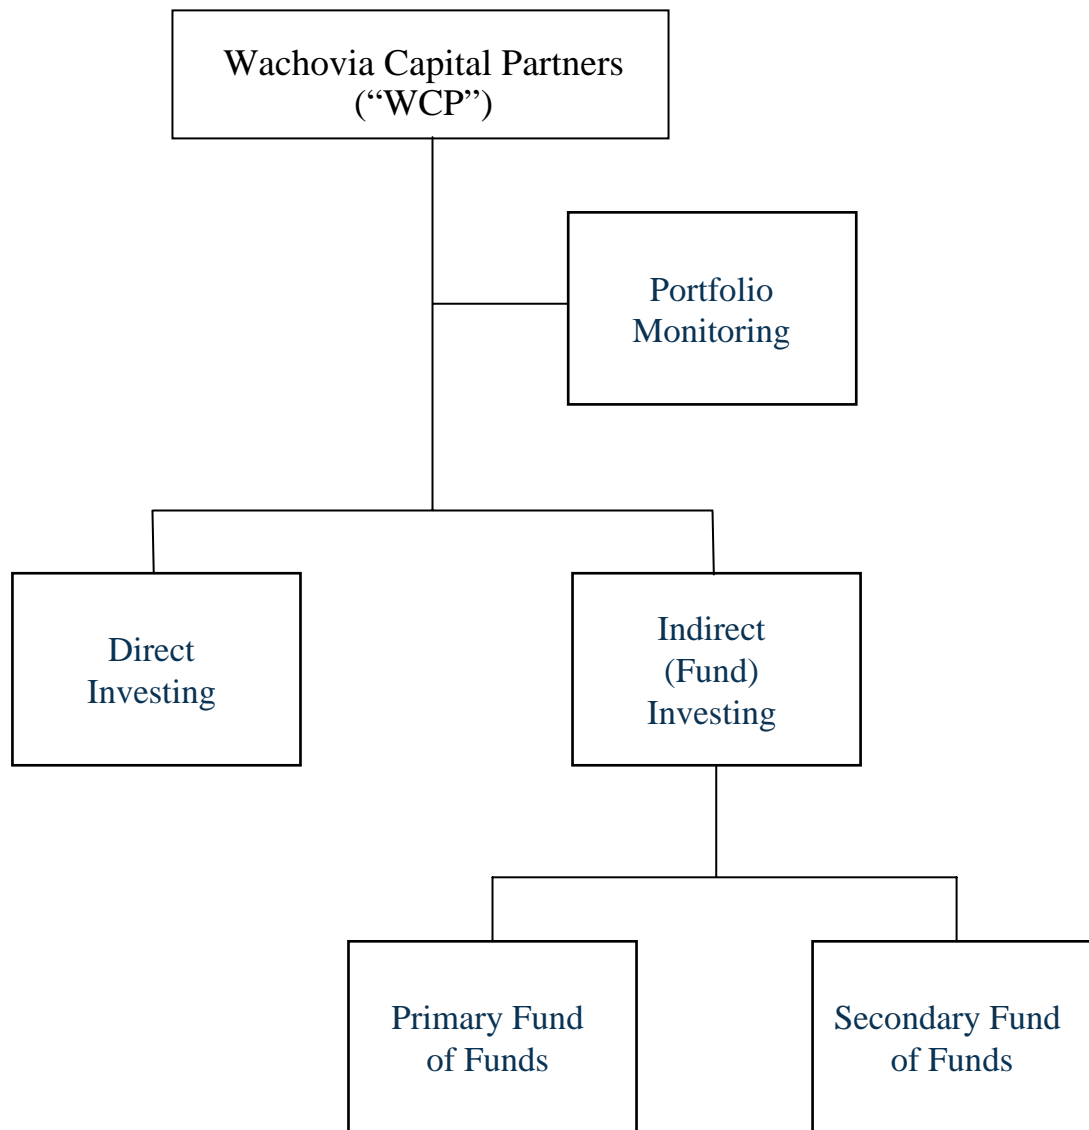 Wachovia Capital Partners
(“WCP”)
Portfolio
Monitoring
Direct
Investing
Indirect
(Fund)
Investing
Primary Fund
of Funds
Secondary Fund
of Funds